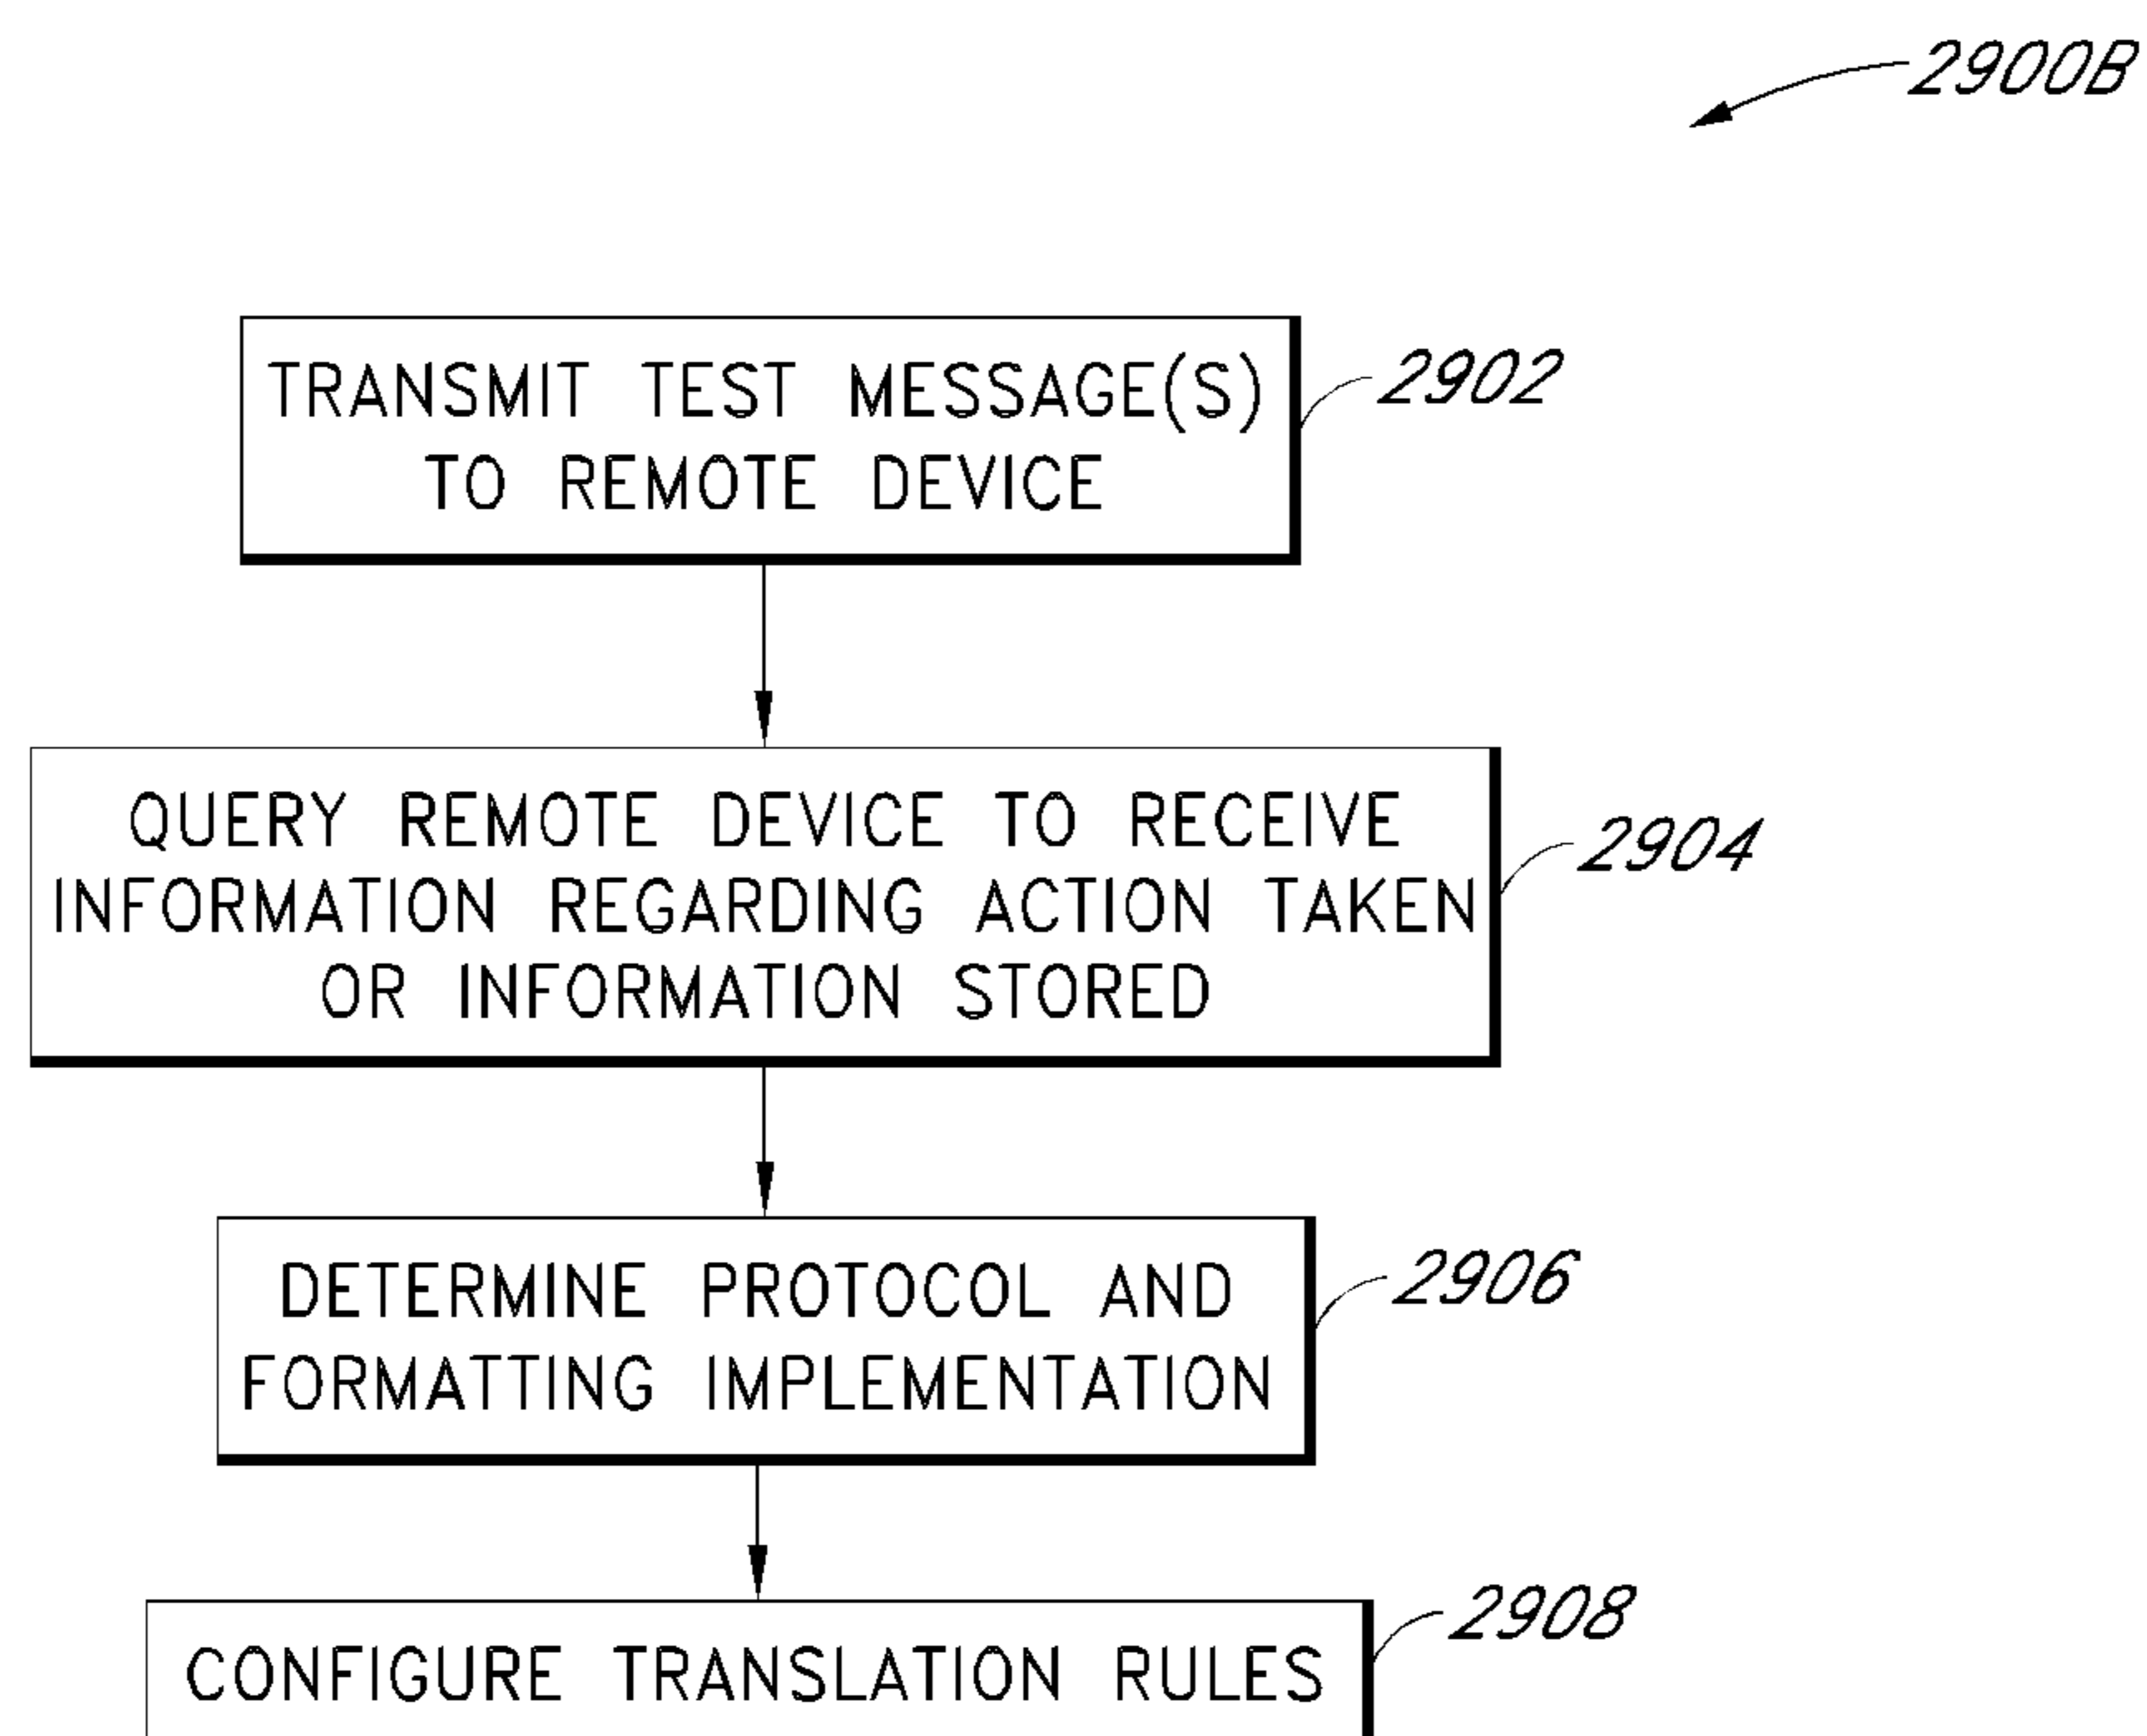 2900B
TRANSMIT TEST MESSAGE(S)
TO REMOTE DEVICE
2902
QUERY REMOTE DEVICE TO RECEIVE
INFORMATION REGARDING ACTION TAKEN
OR INFORMATION STORED
2904
DETERMINE PROTOCOL AND
FORMATTING IMPLEMENTATION
2906
CONFIGURE TRANSLATION RULES
2908